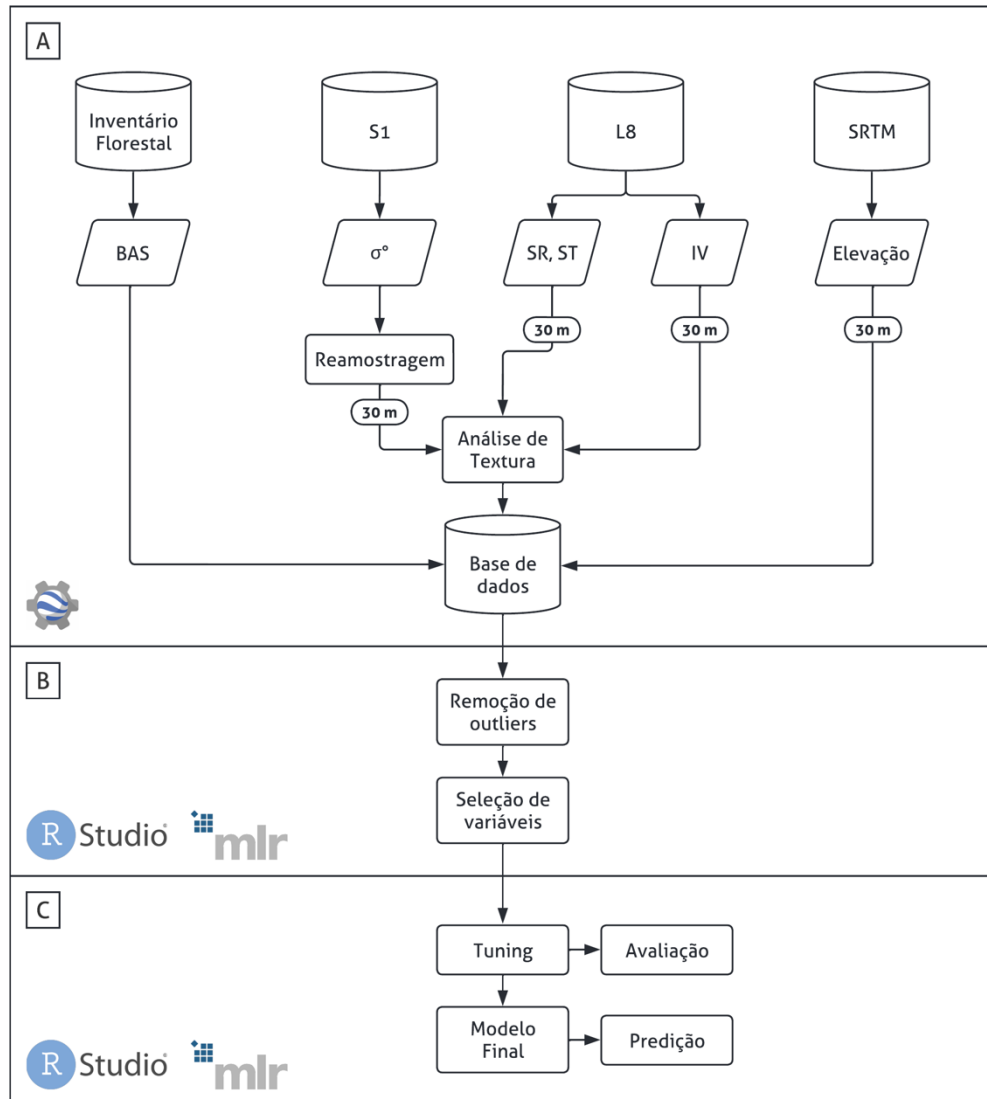 A
Inventário
Florestal
S1
L8
SRTM
BAS
σ°
SR, ST
IV
Elevação
30 m
30 m
30 m
Reamostragem
30 m
Análise de
Textura
Base de
dados
B
Remoção de
outliers
Seleção de
variáveis
R Studio
mlr
C
Tuning
Avaliação
Modelo
Final
Predição
R Studio
mlr